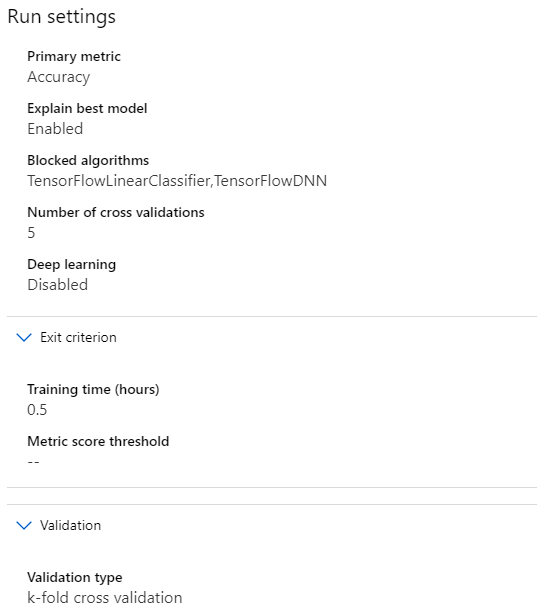 Run settings
Primary metric
Accuracy
Explain best model
Enabled
Blocked algorithms
TensorFlowLinearClassifier,TensorFlowDNN
Number of cross validations
5
Deep learning
Disabled
Exit criterion
Training time (hours)
0.5
Metric score threshold
--
Validation
Validation type
k-fold cross validation